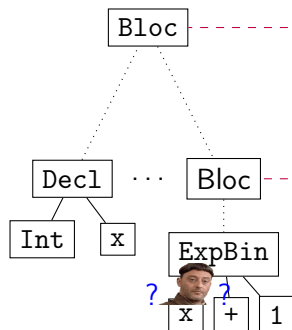 Bloc
Decl ··· Bloc
Int x
ExpBin
? ?
x + 1